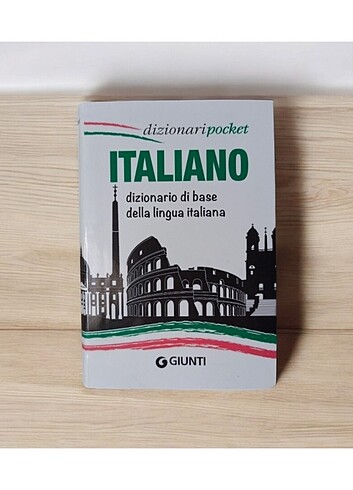 dizionaripocket
ITALIANO
dizionario di base
della lingua italiana
GIUNTI